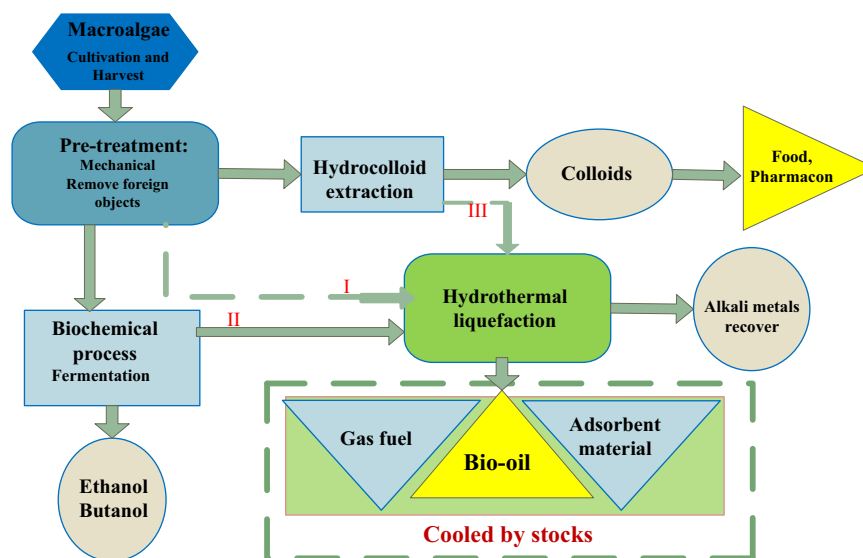 Macroalgae
Cultivation and
Harvest
Pre-treatment:
Mechanical
Remove foreign
objects
Hydrocolloid
extraction
Colloids
Food,
Pharmacon
III
I
II
Hydrothermal
liquefaction
Alkali metals
recover
Biochemical
process
Fermentation
Gas fuel
Bio-oil
Adsorbent
material
Ethanol
Butanol
Cooled by stocks